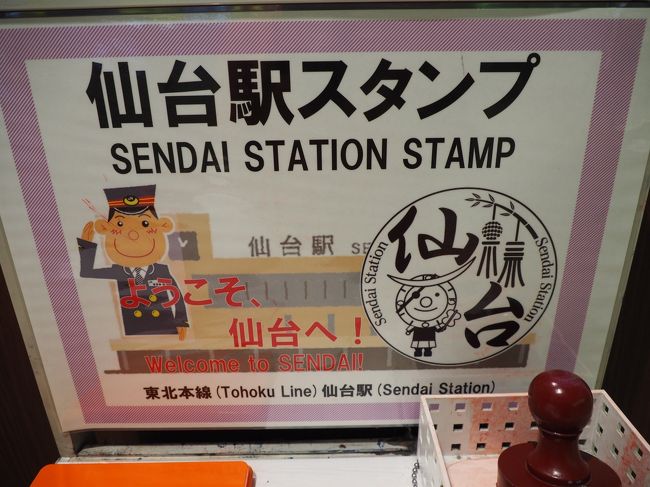 仙台駅スタンプ
SENDAI STATION STAMP
仙台駅 SE
ようこそ、
仙台へ！
Welcome to SENDAI!
仙台
Sendai Station
Sendai Station
東北本線(Tohoku Line)仙台駅(Sendai Station)